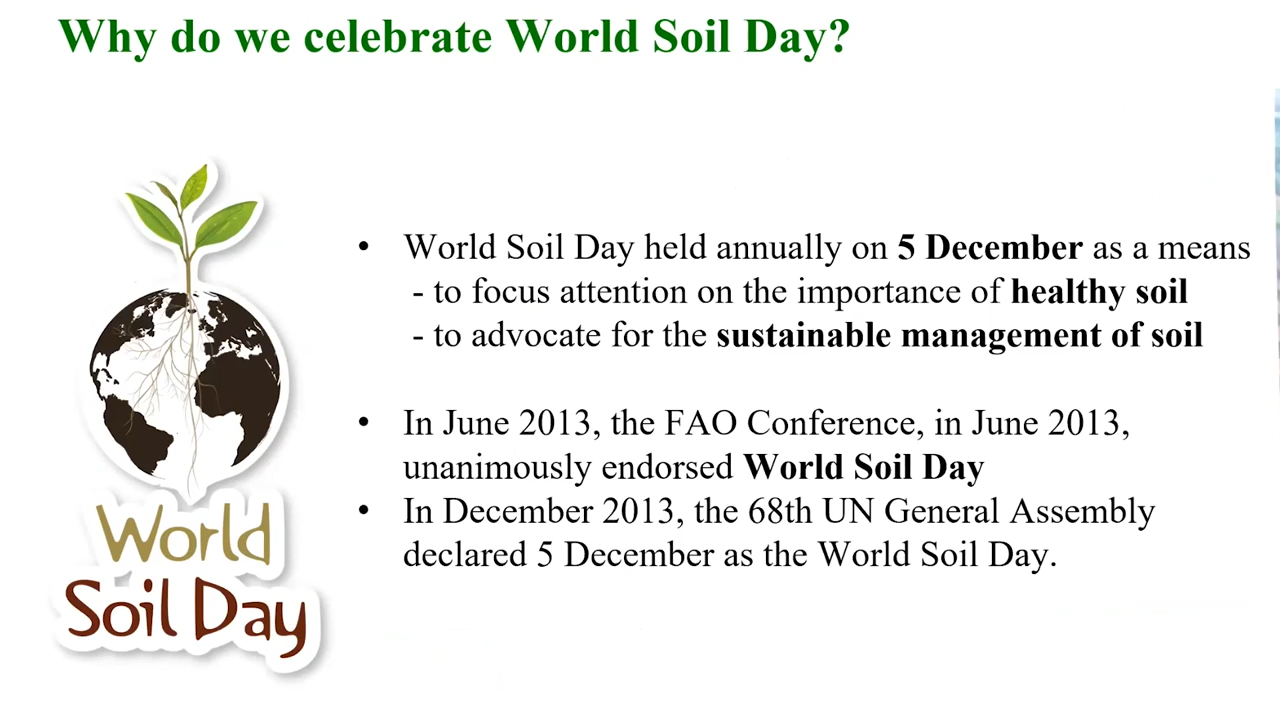 Why do we celebrate World Soil Day?
• World Soil Day held annually on 5 December as a means
- to focus attention on the importance of healthy soil
- to advocate for the sustainable management of soil
• In June 2013, the FAO Conference, in June 2013,
unanimously endorsed World Soil Day
• In December 2013, the 68th UN General Assembly
declared 5 December as the World Soil Day.
World
Soil Day